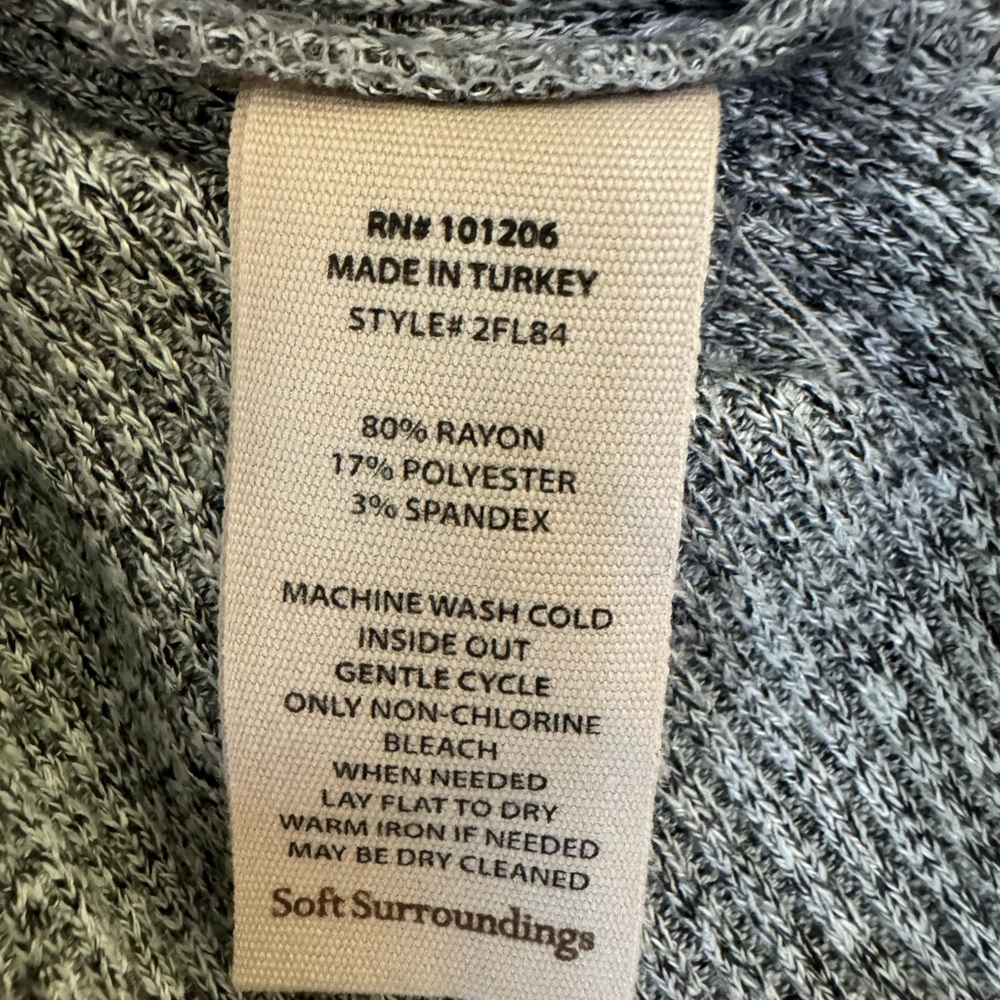 RN# 101206
MADE IN TURKEY
STYLE# 2FL84
80% RAYON
17% POLYESTER
3% SPANDEX
MACHINE WASH COLD
INSIDE OUT
GENTLE CYCLE
ONLY NON-CHLORINE
BLEACH
WHEN NEEDED
LAY FLAT TO DRY
WARM IRON IF NEEDED
MAY BE DRY CLEANED
Soft Surroundings